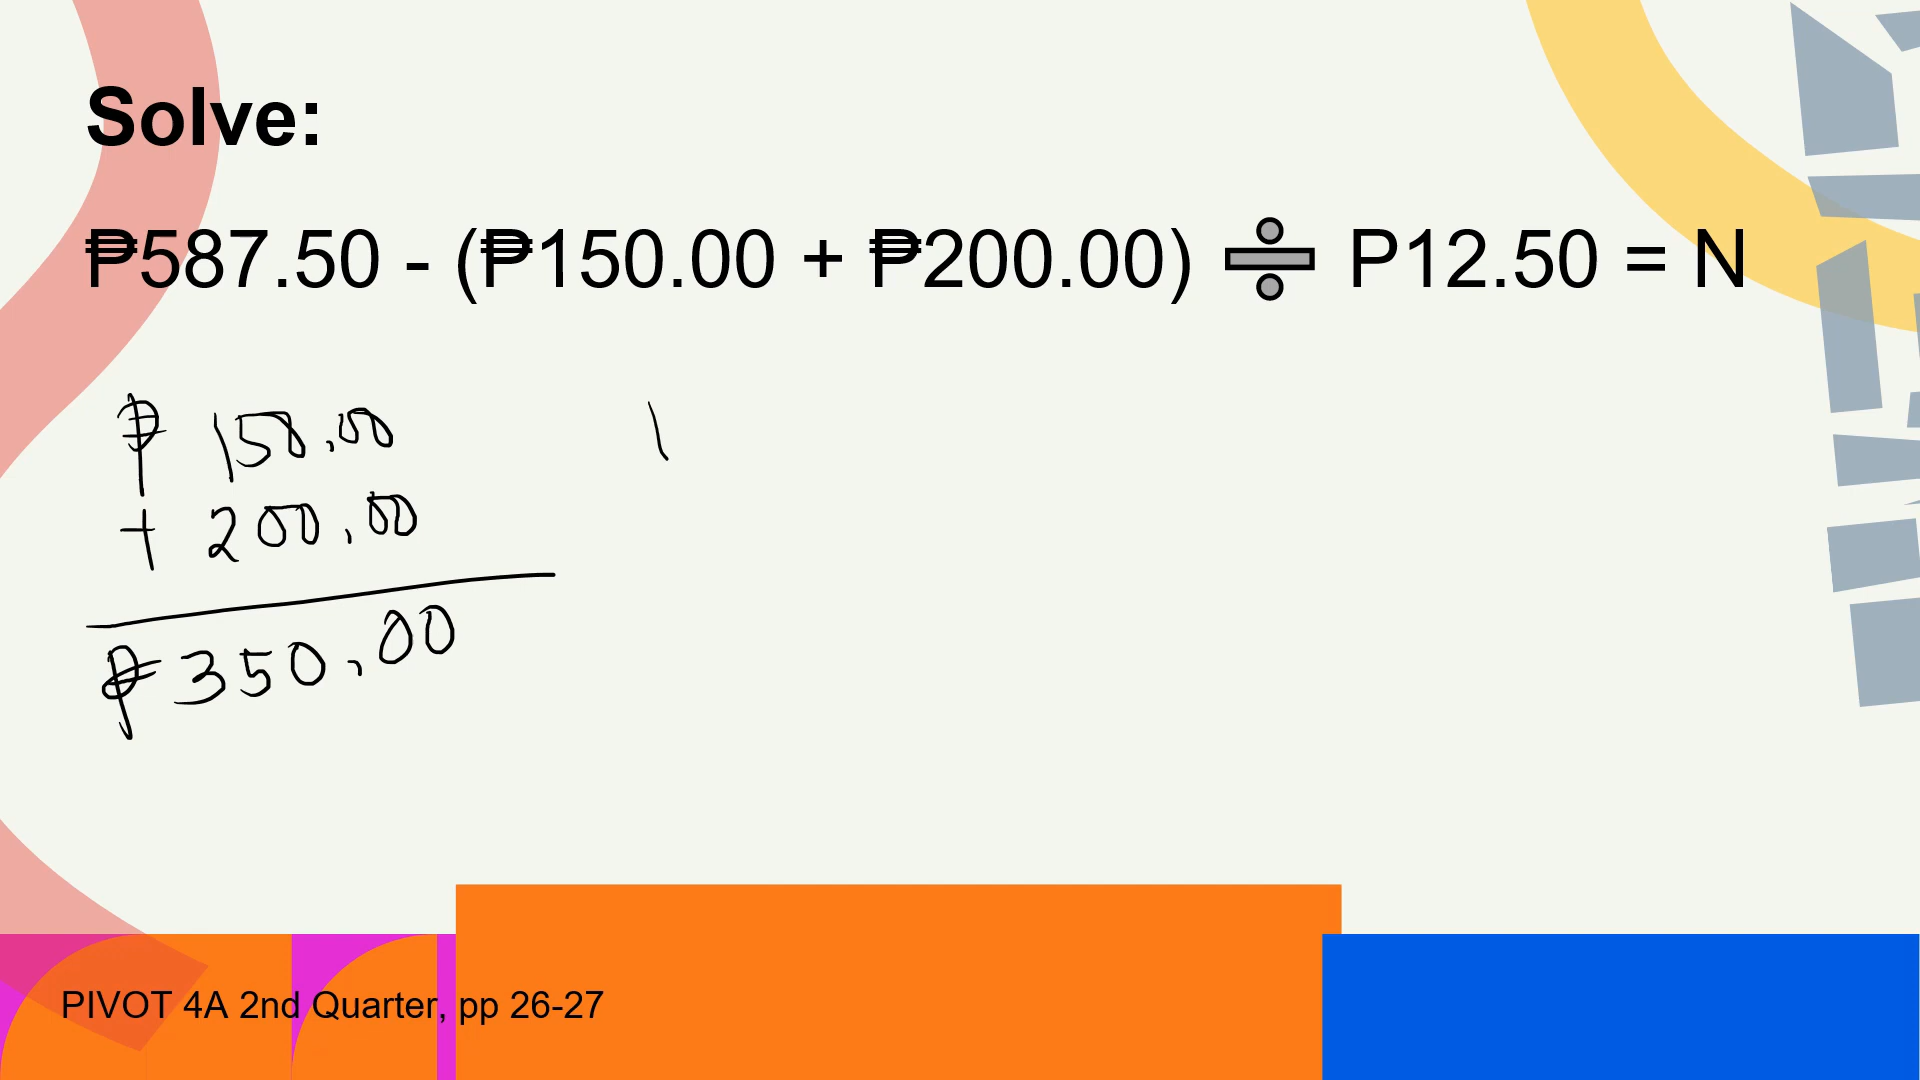 Solve:
₱587.50 - (₱150.00 + ₱200.00) ÷ P12.50 = N
₱ 150.00
+ 200.00
₱350.00
PIVOT 4A 2nd Quarter, pp 26-27